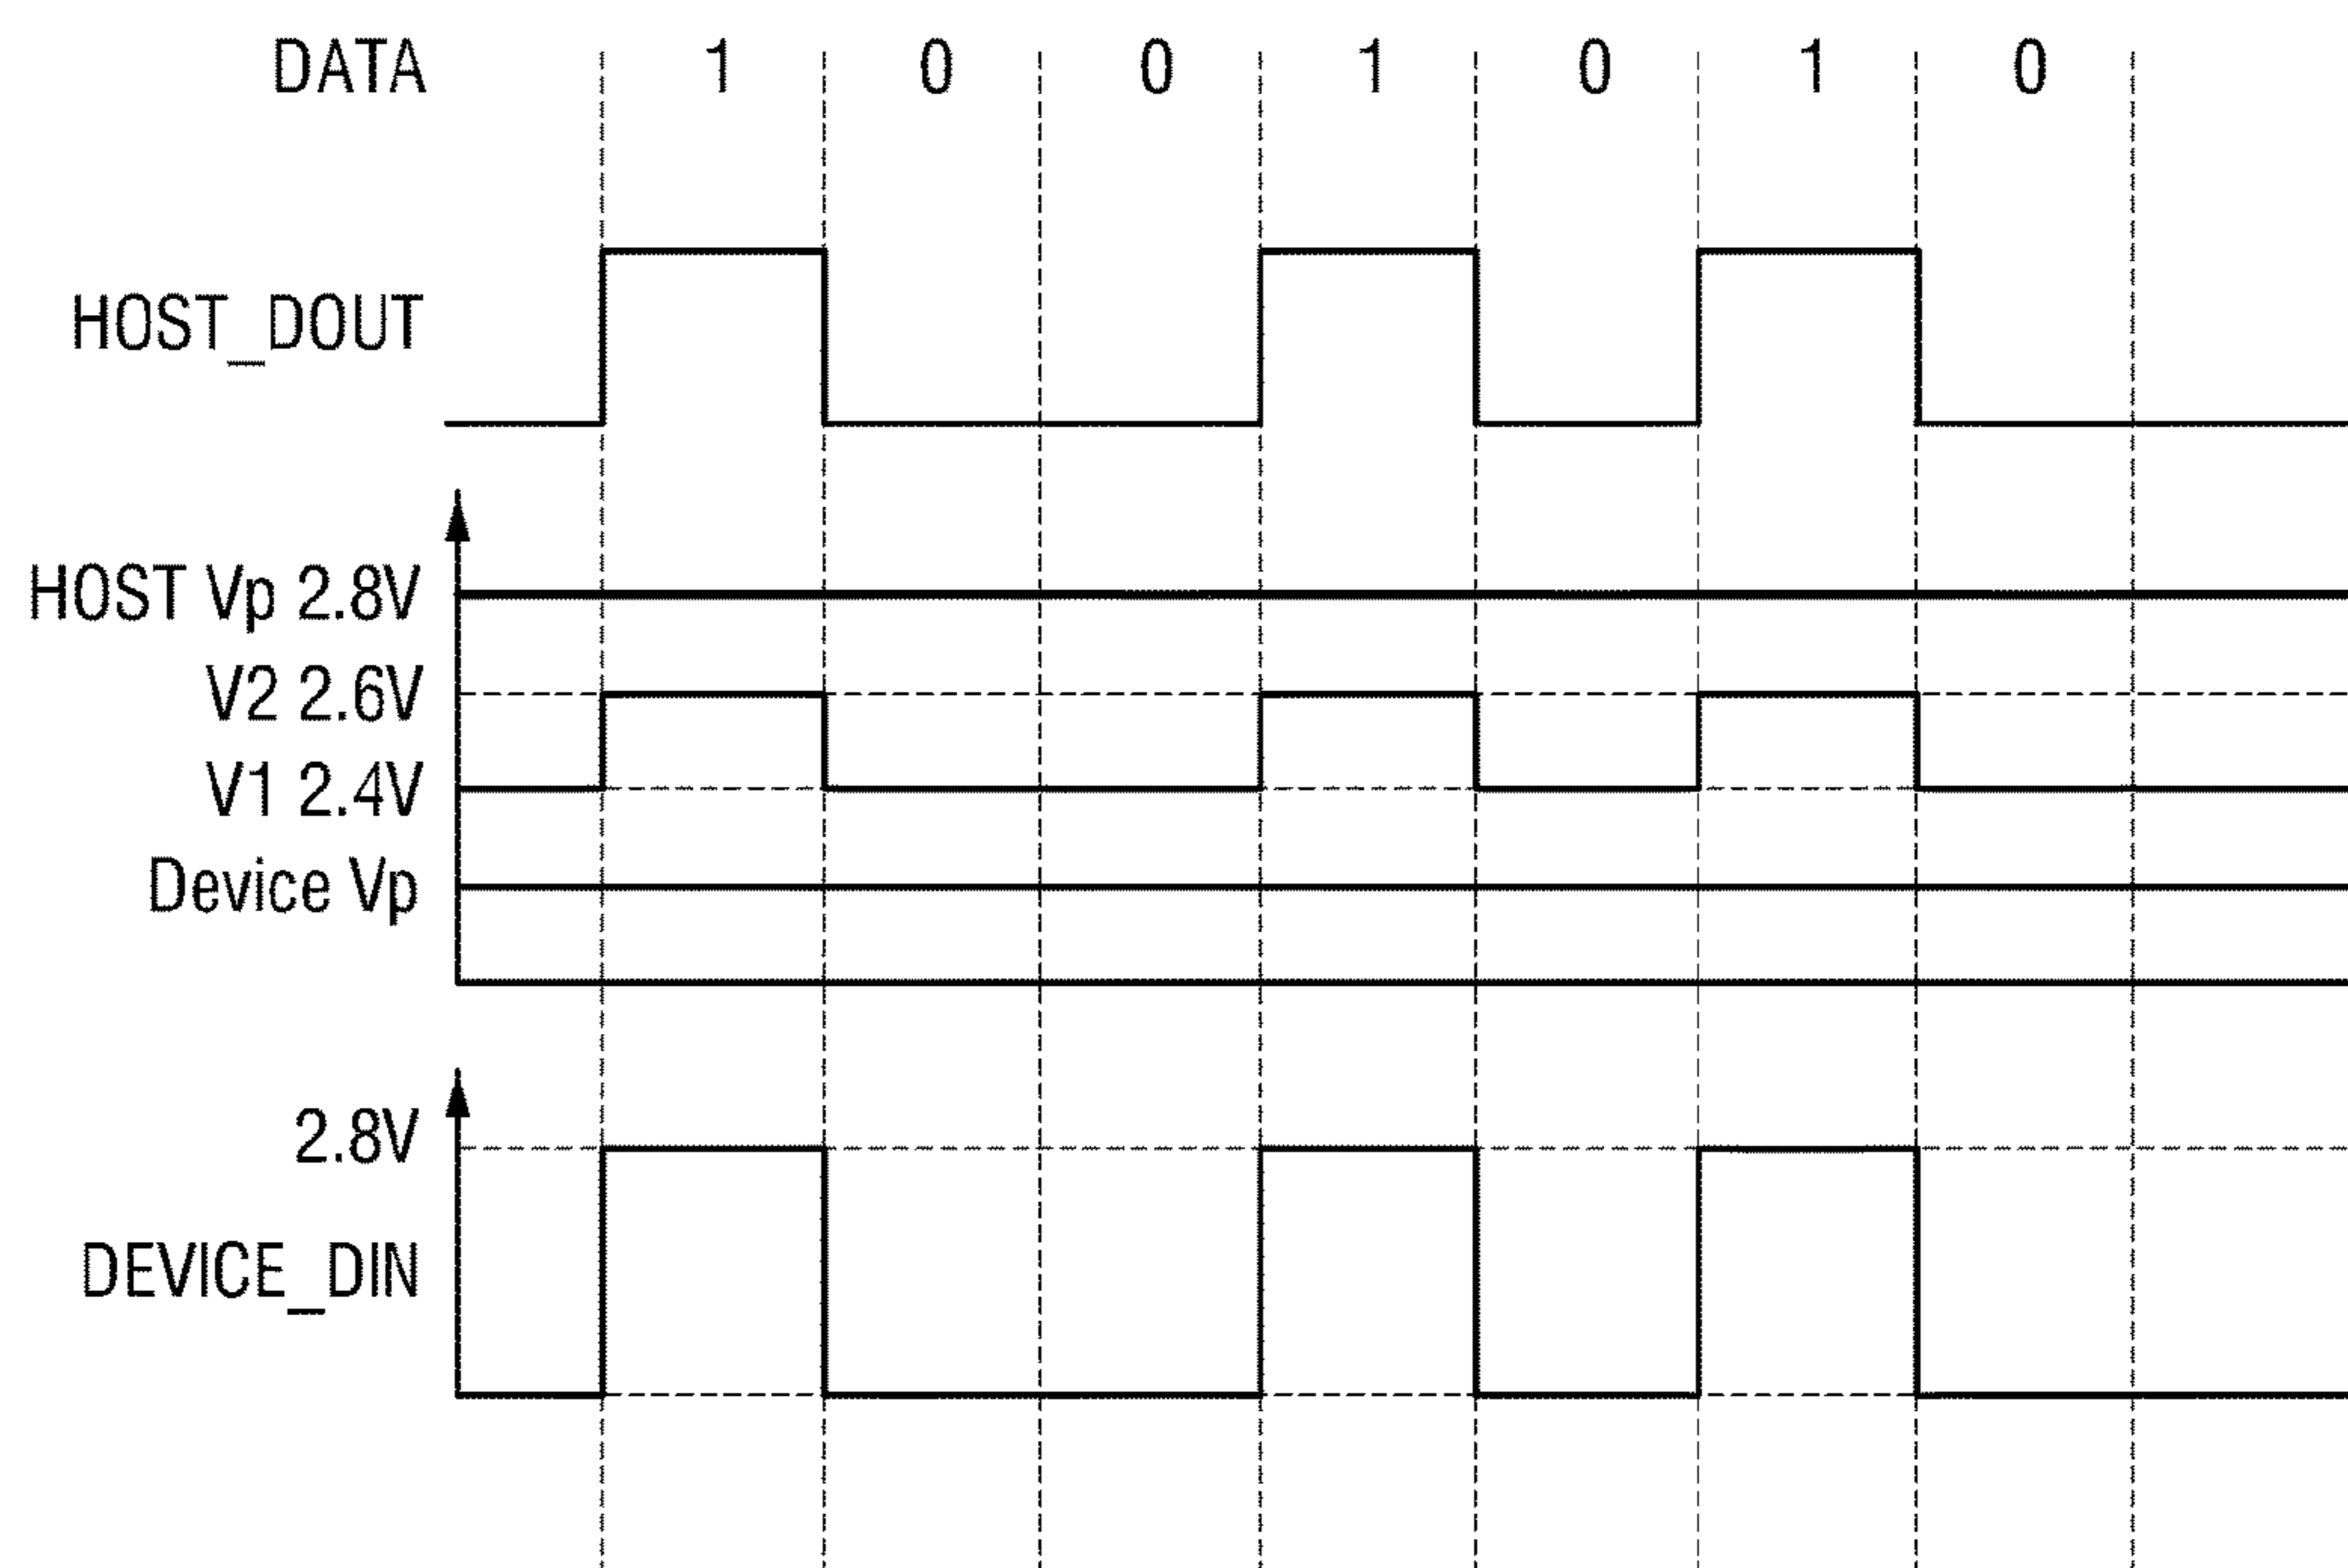 DATA 1 0 0 1 0 1 0
HOST_DOUT
HOST Vp 2.8V
V2 2.6V
V1 2.4V
Device Vp
2.8V
DEVICE_DIN